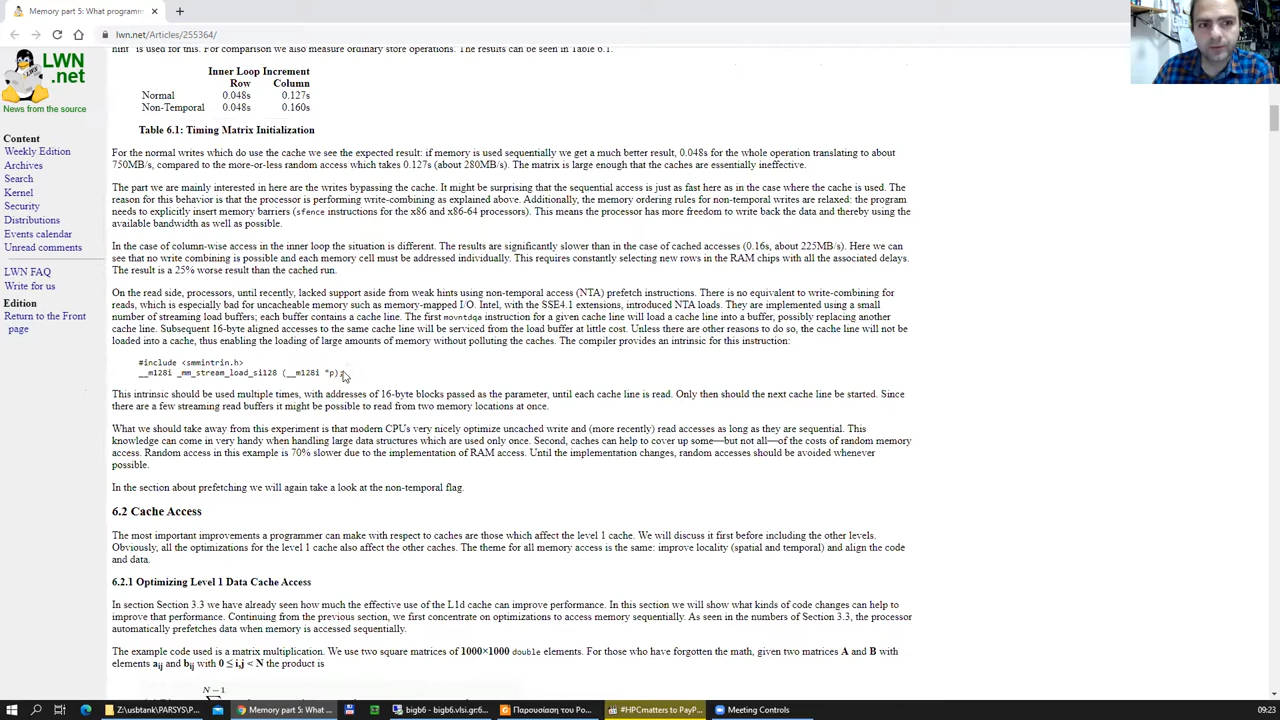 Memory part 5: What programm
lwn.net/Articles/255364/
LWN
.net
News from the source
Content
Weekly Edition
Archives
Search
Kernel
Security
Distributions
Events calendar
Unread comments
LWN FAQ
Write for us
Edition
Return to the Front
page
hint" is used for this. For comparison we also measure ordinary store operations. The results can be seen in Table 6.1.
Inner Loop Increment
Row Column
Normal 0.048s 0.127s
Non-Temporal 0.048s 0.160s
Table 6.1: Timing Matrix Initialization
For the normal writes which do use the cache we see the expected result: if memory is used sequentially we get a much better result, 0.048s for the whole operation translating to about
750MB/s, compared to the more-or-less random access which takes 0.127s (about 280MB/s). The matrix is large enough that the caches are essentially ineffective.
The part we are mainly interested in here are the writes bypassing the cache. It might be surprising that the sequential access is just as fast here as in the case where the cache is used. The
reason for this behavior is that the processor is performing write-combining as explained above. Additionally, the memory ordering rules for non-temporal writes are relaxed: the program
needs to explicitly insert memory barriers (sfence instructions for the x86 and x86-64 processors). This means the processor has more freedom to write back the data and thereby using the
available bandwidth as well as possible.
In the case of column-wise access in the inner loop the situation is different. The results are significantly slower than in the case of cached accesses (0.16s, about 225MB/s). Here we can
see that no write combining is possible and each memory cell must be addressed individually. This requires constantly selecting new rows in the RAM chips with all the associated delays.
The result is a 25% worse result than the cached run.
On the read side, processors, until recently, lacked support aside from weak hints using non-temporal access (NTA) prefetch instructions. There is no equivalent to write-combining for
reads, which is especially bad for uncacheable memory such as memory-mapped I/O. Intel, with the SSE4.1 extensions, introduced NTA loads. They are implemented using a small
number of streaming load buffers; each buffer contains a cache line. The first movntdqa instruction for a given cache line will load a cache line into a buffer, possibly replacing another
cache line. Subsequent 16-byte aligned accesses to the same cache line will be serviced from the load buffer at little cost. Unless there are other reasons to do so, the cache line will not be
loaded into a cache, thus enabling the loading of large amounts of memory without polluting the caches. The compiler provides an intrinsic for this instruction:
#include <smmintrin.h>
__m128i _mm_stream_load_si128 (__m128i *p);
This intrinsic should be used multiple times, with addresses of 16-byte blocks passed as the parameter, until each cache line is read. Only then should the next cache line be started. Since
there are a few streaming read buffers it might be possible to read from two memory locations at once.
What we should take away from this experiment is that modern CPUs very nicely optimize uncached write and (more recently) read accesses as long as they are sequential. This
knowledge can come in very handy when handling large data structures which are used only once. Second, caches can help to cover up some—but not all—of the costs of random memory
access. Random access in this example is 70% slower due to the implementation of RAM access. Until the implementation changes, random accesses should be avoided whenever
possible.
In the section about prefetching we will again take a look at the non-temporal flag.
6.2 Cache Access
The most important improvements a programmer can make with respect to caches are those which affect the level 1 cache. We will discuss it first before including the other levels.
Obviously, all the optimizations for the level 1 cache also affect the other caches. The theme for all memory access is the same: improve locality (spatial and temporal) and align the code
and data.
6.2.1 Optimizing Level 1 Data Cache Access
In section Section 3.3 we have already seen how much the effective use of the L1d cache can improve performance. In this section we will show what kinds of code changes can help to
improve that performance. Continuing from the previous section, we first concentrate on optimizations to access memory sequentially. As seen in the numbers of Section 3.3, the processor
automatically prefetches data when memory is accessed sequentially.
The example code used is a matrix multiplication. We use two square matrices of 1000×1000 double elements. For those who have forgotten the math, given two matrices A and B with
elements aij and bij with 0 ≤ i,j < N the product is
N−1
Z:\usbtank\PARSYS\P...
Memory part 5: What ...
bigb6 - bigb6.vlsi.gr:6...
Παρουσίαση του Po...
#HPCmatters to PayP...
Meeting Controls
09:23